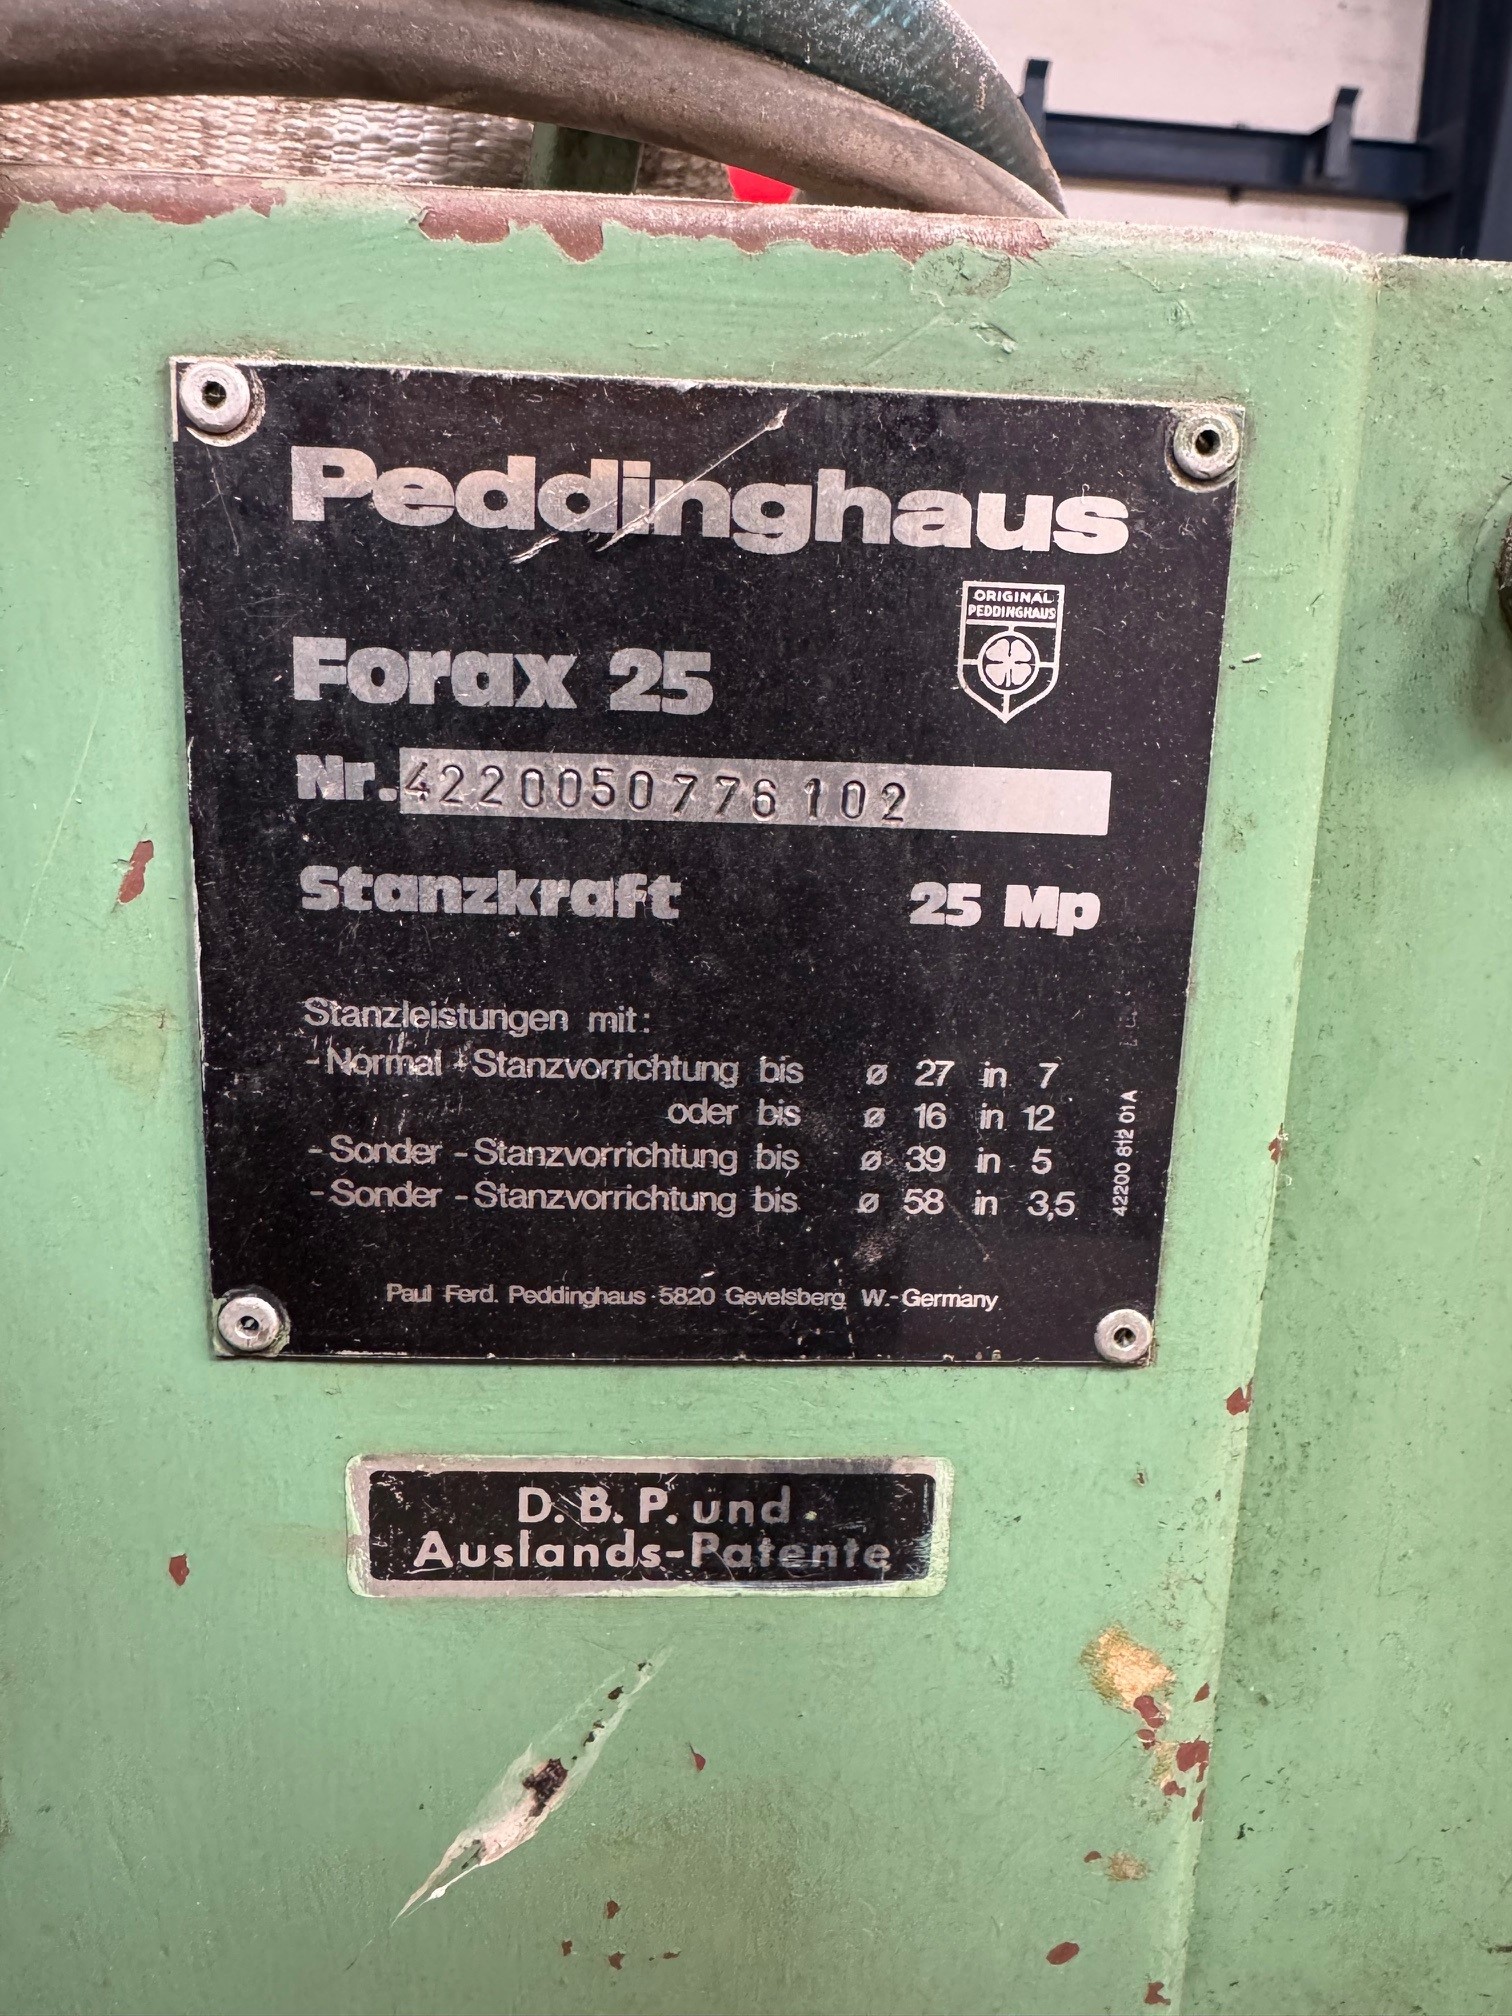 Peddinghaus
ORIGINAL
PEDDINGHAUS
Forax 25
Nr. 4220050776102
Stanzkraft 25 Mp
Stanzleistungen mit:
- Normal - Stanzvorrichtung bis ø 27 in 7
oder bis ø 16 in 12
- Sonder - Stanzvorrichtung bis ø 39 in 5
- Sonder - Stanzvorrichtung bis ø 58 in 3,5
42200 812 01A
Paul Ferd. Peddinghaus · 5820 Gevelsberg W.-Germany
D. B. P. und
Auslands-Patente